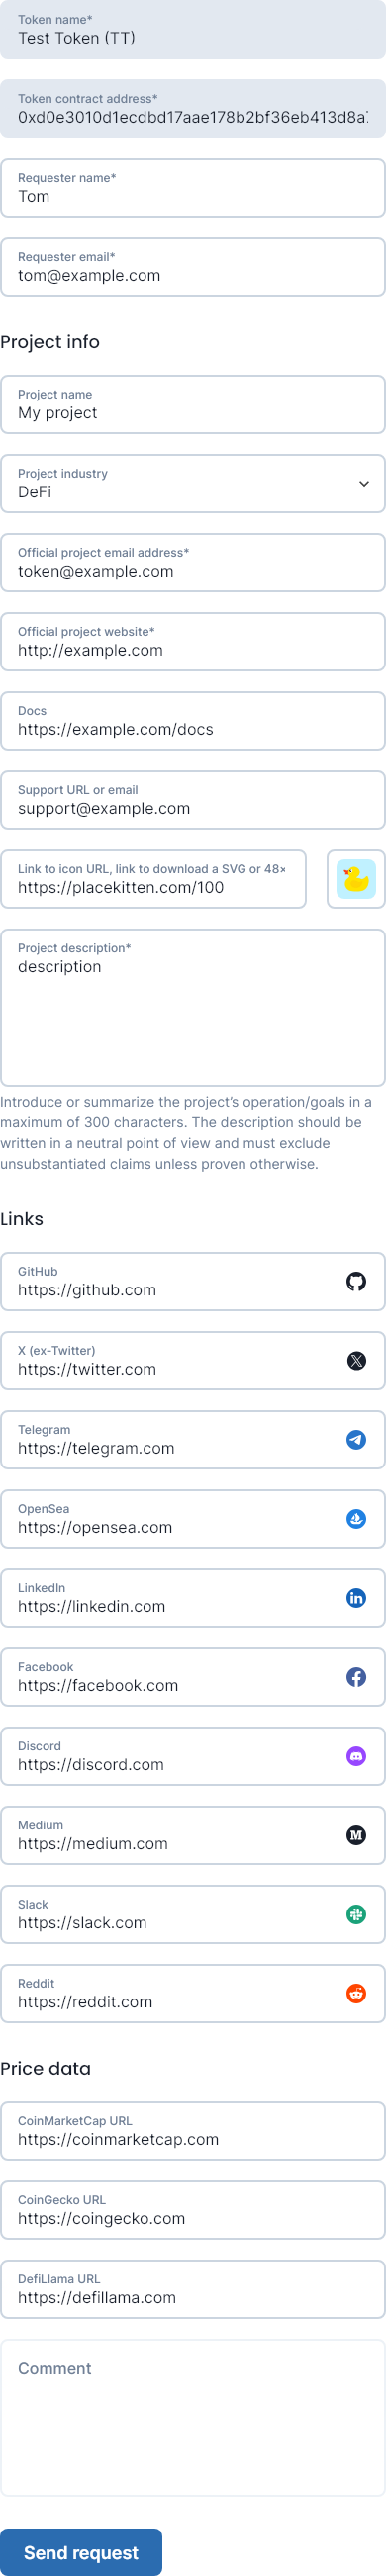 Token name*
Test Token (TT)
Token contract address*
0xd0e3010d1ecdbd17aae178b2bf36eb413d8a7
Requester name*
Tom
Requester email*
tom@example.com
Project info
Project name
My project
Project industry
DeFi
Official project email address*
token@example.com
Official project website*
http://example.com
Docs
https://example.com/docs
Support URL or email
support@example.com
Link to icon URL, link to download a SVG or 48×
https://placekitten.com/100
Project description*
description
Introduce or summarize the project’s operation/goals in a
maximum of 300 characters. The description should be
written in a neutral point of view and must exclude
unsubstantiated claims unless proven otherwise.
Links
GitHub
https://github.com
X (ex-Twitter)
https://twitter.com
Telegram
https://telegram.com
OpenSea
https://opensea.com
LinkedIn
https://linkedin.com
Facebook
https://facebook.com
Discord
https://discord.com
Medium
https://medium.com
Slack
https://slack.com
Reddit
https://reddit.com
Price data
CoinMarketCap URL
https://coinmarketcap.com
CoinGecko URL
https://coingecko.com
DefiLlama URL
https://defillama.com
Comment
Send request